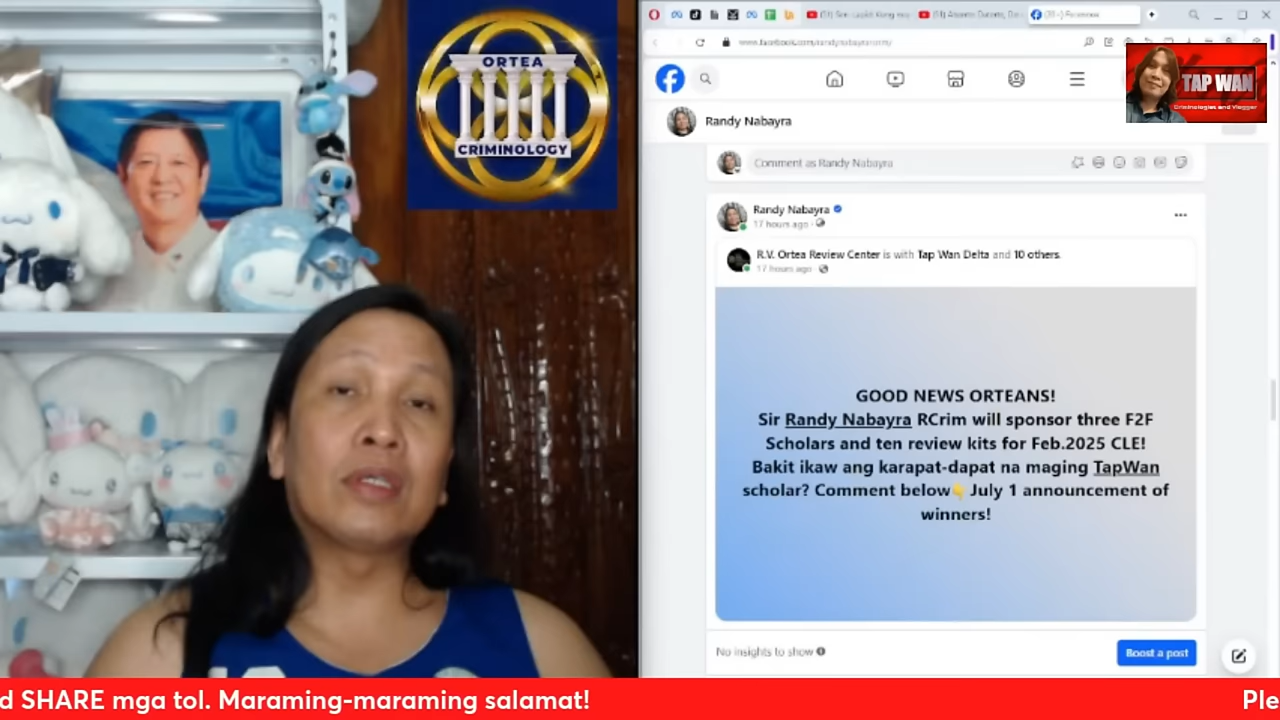 ORTEA
CRIMINOLOGY
www.facebook.com/randynabayraronny
TAP WAN
Criminologist and Vlogger
Randy Nabayra
Comment as Randy Nabayra
Randy Nabayra
17 hours ago
R.V. Ortea Review Center is with Tap Wan Delta and 10 others.
17 hours ago
GOOD NEWS ORTEANS!
Sir Randy Nabayra RCrim will sponsor three F2F
Scholars and ten review kits for Feb.2025 CLE!
Bakit ikaw ang karapat-dapat na maging TapWan
scholar? Comment below👇July 1 announcement of
winners!
No insights to show
Boost a post
d SHARE mga tol. Maraming-maraming salamat!
Ple